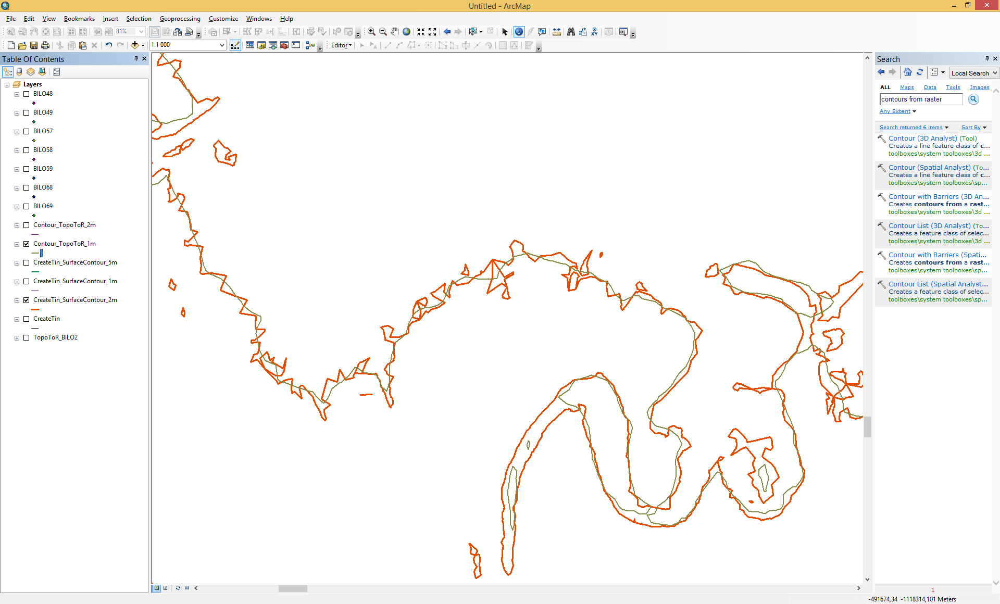 Untitled - ArcMap
File Edit View Bookmarks Insert Selection Geoprocessing Customize Windows Help
81%
1:1 000
Editor
Table Of Contents
Layers
BILO48
BILO49
BILO57
BILO58
BILO59
BILO68
BILO69
Contour_TopoToR_2m
Contour_TopoToR_1m
CreateTin_SurfaceContour_5m
CreateTin_SurfaceContour_1m
CreateTin_SurfaceContour_2m
CreateTin
TopoToR_BILO2
Search
Local Search
ALL Maps Data Tools Images
contours from raster
Any Extent
Search returned 6 items Sort By
Contour (3D Analyst) (Tool)
Creates a line feature class of c...
toolboxes\system toolboxes\3d ...
Contour (Spatial Analyst) (To...
Creates a line feature class of c...
toolboxes\system toolboxes\sp...
Contour with Barriers (3D An...
Creates contours from a rast...
toolboxes\system toolboxes\3d ...
Contour List (3D Analyst) (To...
Creates a feature class of selec...
toolboxes\system toolboxes\3d ...
Contour with Barriers (Spati...
Creates contours from a rast...
toolboxes\system toolboxes\sp...
Contour List (Spatial Analyst...
Creates a feature class of selec...
toolboxes\system toolboxes\sp...
1
-491674,34 -1118314,101 Meters